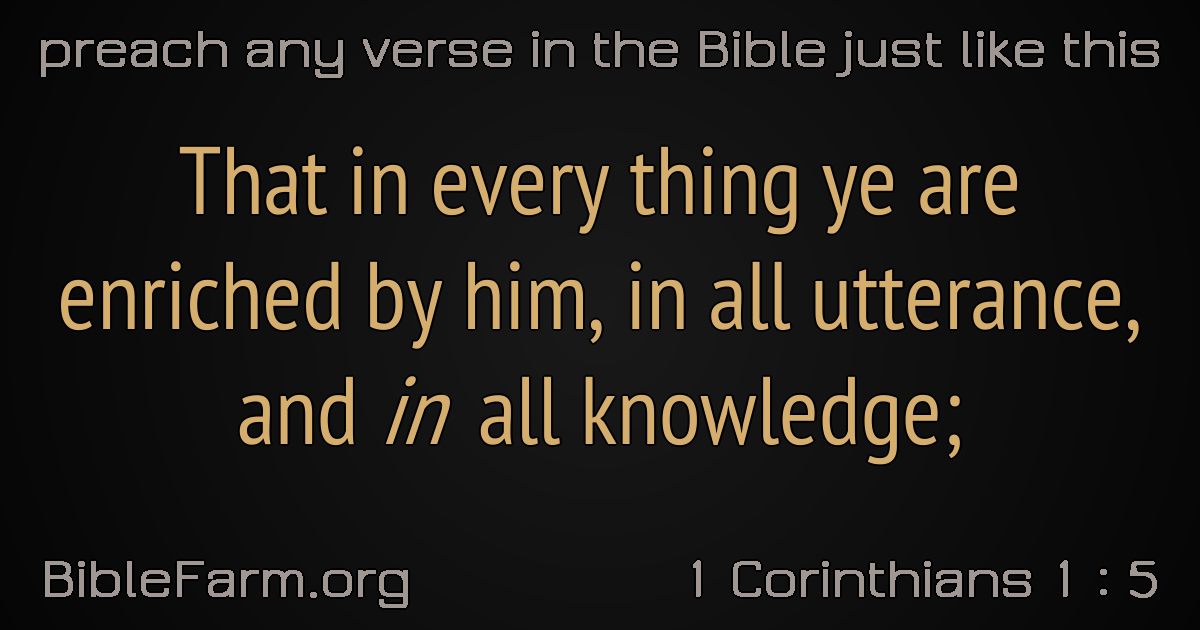 preach any verse in the Bible just like this
That in every thing ye are
enriched by him, in all utterance,
and in all knowledge;
BibleFarm.org
1 Corinthians 1 : 5